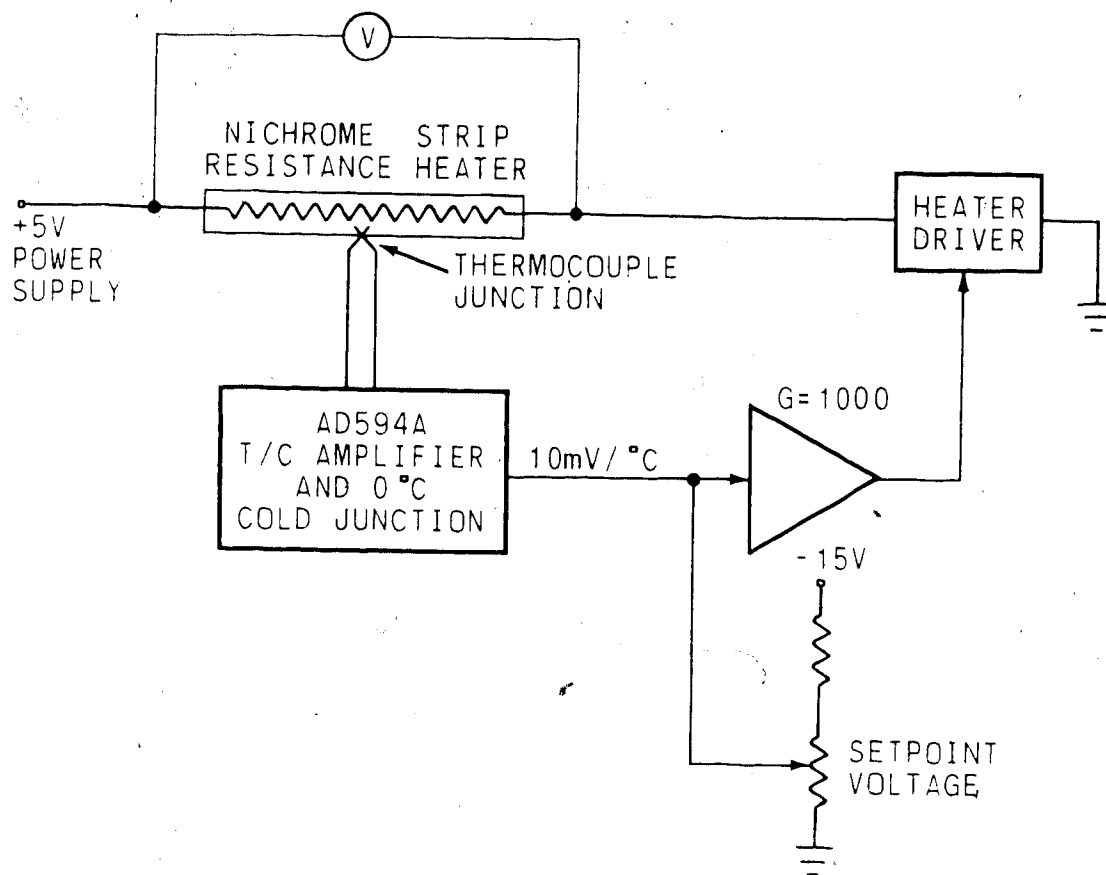 V
NICHROME STRIP
RESISTANCE HEATER
+5V
POWER
SUPPLY
HEATER
DRIVER
THERMOCOUPLE
JUNCTION
AD594A
T/C AMPLIFIER
AND 0°C
COLD JUNCTION
10mV/°C
G=1000
-15V
SETPOINT
VOLTAGE